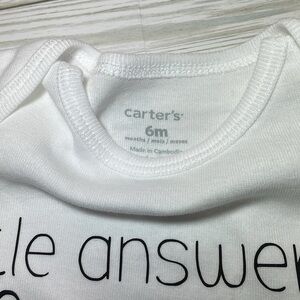 carter's
6m
months / mois / meses
Made in Cambodia
tle answer